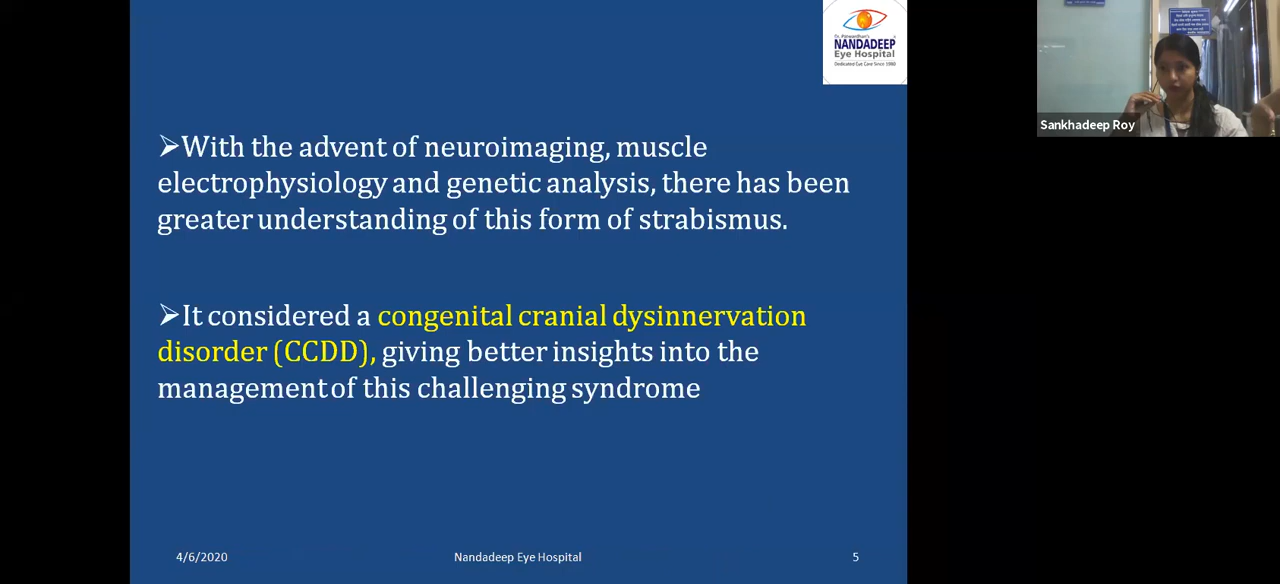 Dr. Patwardhan's
NANDADEEP
Eye Hospital
Dedicated Eye Care Since 1980
Sankhadeep Roy
➢With the advent of neuroimaging, muscle
electrophysiology and genetic analysis, there has been
greater understanding of this form of strabismus.
➢It considered a congenital cranial dysinnervation
disorder (CCDD), giving better insights into the
management of this challenging syndrome
4/6/2020
Nandadeep Eye Hospital
5